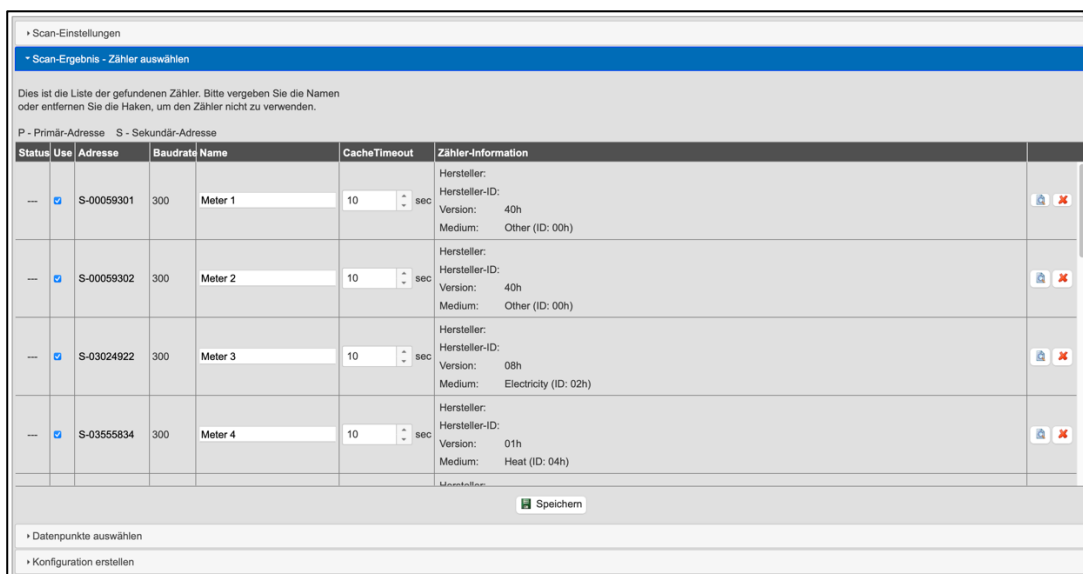 Scan-Einstellungen
Scan-Ergebnis - Zähler auswählen
Dies ist die Liste der gefundenen Zähler. Bitte vergeben Sie die Namen
oder entfernen Sie die Haken, um den Zähler nicht zu verwenden.
P - Primär-Adresse S - Sekundär-Adresse
Status Use Adresse Baudrate Name CacheTimeout Zähler-Information
Hersteller:
Hersteller-ID:
--- S-00059301 300 Meter 1 10 sec
Version: 40h
Medium: Other (ID: 00h)
Hersteller:
Hersteller-ID:
--- S-00059302 300 Meter 2 10 sec
Version: 40h
Medium: Other (ID: 00h)
Hersteller:
Hersteller-ID:
--- S-03024922 300 Meter 3 10 sec
Version: 08h
Medium: Electricity (ID: 02h)
Hersteller:
Hersteller-ID:
--- S-03555834 300 Meter 4 10 sec
Version: 01h
Medium: Heat (ID: 04h)
Hersteller:
Speichern
Datenpunkte auswählen
Konfiguration erstellen